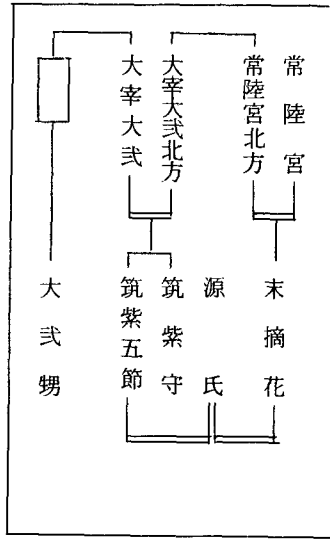 常陸宮
常陸宮北方
大宰大弐北方
大宰大弐
末摘花
源氏
筑紫守
筑紫五節
大弐甥